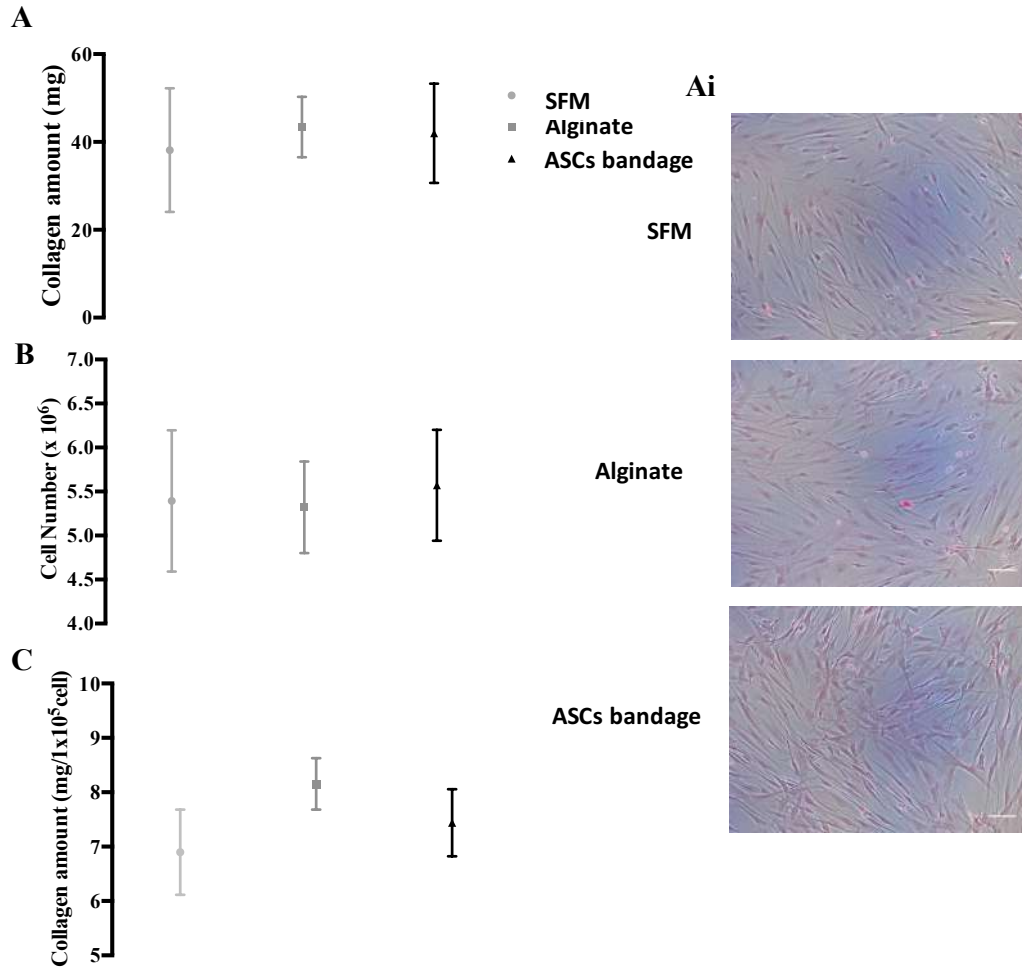 A
Collagen amount (mg)
60
40
20
0
SFM
Alginate
ASCs bandage
Ai
SFM
Alginate
ASCs bandage
B
Cell Number (x 10⁶)
7.0
6.5
6.0
5.5
5.0
4.5
4.0
C
Collagen amount (mg/1x10⁵cell)
10
9
8
7
6
5